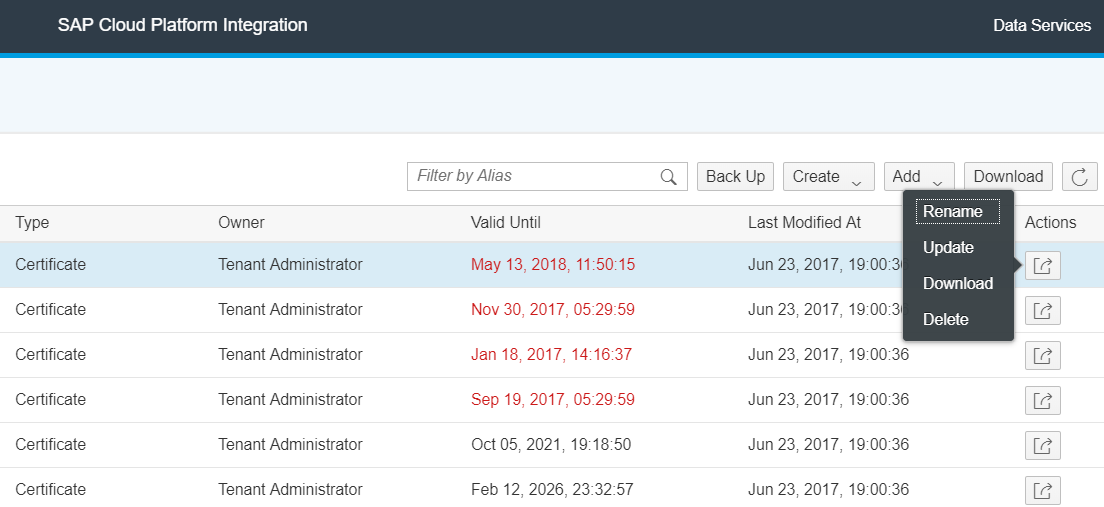 SAP Cloud Platform Integration Data Services
Filter by Alias Back Up Create Add Download
Type Owner Valid Until Last Modified At Actions
Certificate Tenant Administrator May 13, 2018, 11:50:15 Jun 23, 2017, 19:00:36
Certificate Tenant Administrator Nov 30, 2017, 05:29:59 Jun 23, 2017, 19:00:36
Certificate Tenant Administrator Jan 18, 2017, 14:16:37 Jun 23, 2017, 19:00:36
Certificate Tenant Administrator Sep 19, 2017, 05:29:59 Jun 23, 2017, 19:00:36
Certificate Tenant Administrator Oct 05, 2021, 19:18:50 Jun 23, 2017, 19:00:36
Certificate Tenant Administrator Feb 12, 2026, 23:32:57 Jun 23, 2017, 19:00:36
Rename
Update
Download
Delete